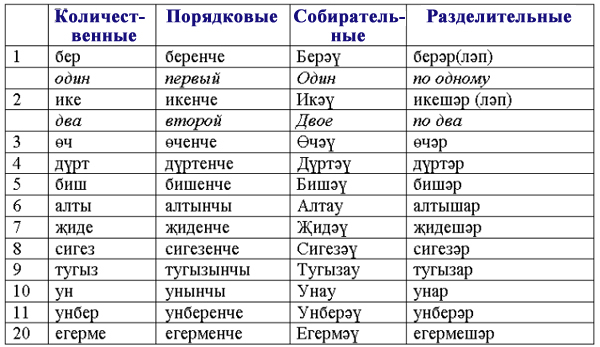 Количест-венные Порядковые Собиратель-ные Разделительные
1 бер беренче Берәү берәр(ләп)
один первый Один по одному
2 ике икенче Икәү икешәр (ләп)
два второй Двое по два
3 өч өченче Өчәү өчәр
4 дүрт дүртенче Дүртәү дүртәр
5 биш бишенче Бишәү бишәр
6 алты алтынчы Алтау алтышар
7 җиде җиденче Җидәү җидешәр
8 сигез сигезенче Сигезәү сигезәр
9 тугыз тугызынчы Тугызау тугызар
10 ун унынчы Унау унар
11 унбер унберенче Унберәү унберәр
20 егерме егерменче Егермәү егермешәр